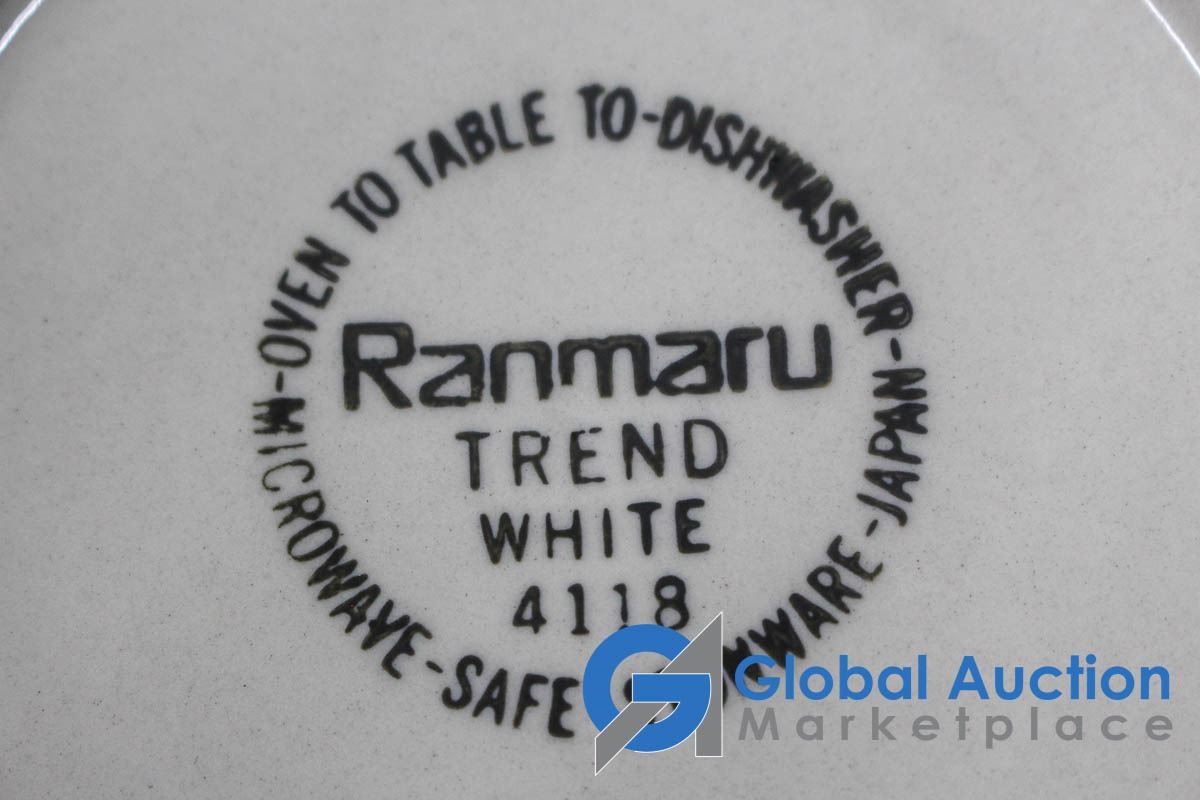 -OVEN TO TABLE TO-DISHWASHER-
Ranmaru
TREND
WHITE
4118
MICROWAVE-SAFE
-JAPAN-
Global Auction
Marketplace